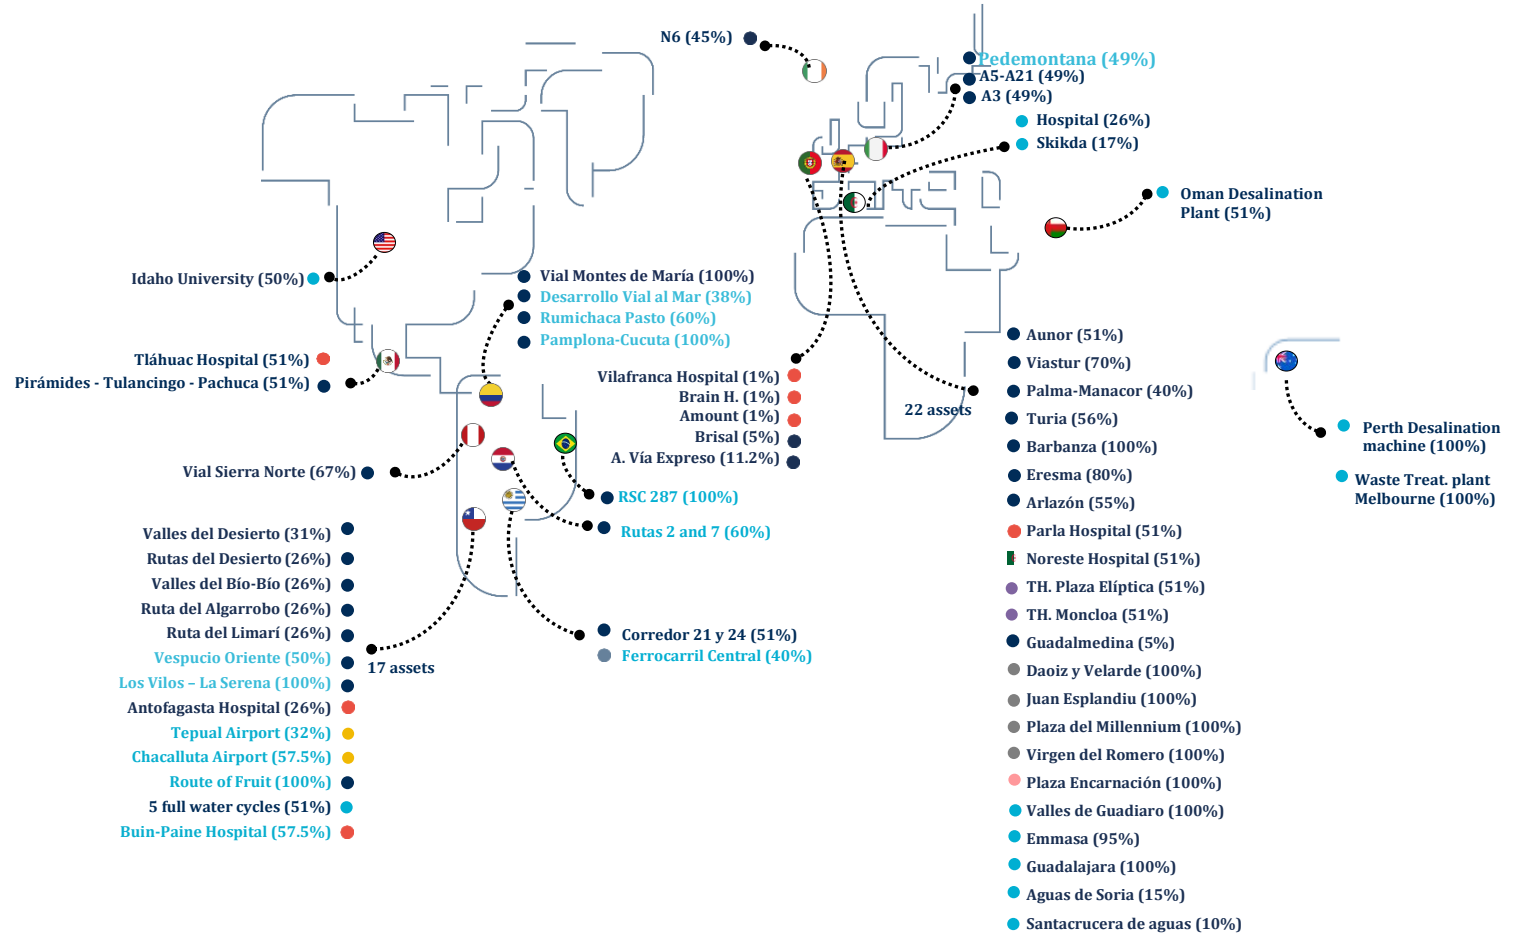 N6 (45%)
Pedemontana (49%)
A5-A21 (49%)
A3 (49%)
Hospital (26%)
Skikda (17%)
Oman Desalination
Plant (51%)
Idaho University (50%)
Vial Montes de María (100%)
Desarrollo Vial al Mar (38%)
Rumichaca Pasto (60%)
Pamplona-Cucuta (100%)
Tláhuac Hospital (51%)
Pirámides - Tulancingo - Pachuca (51%)
Vilafranca Hospital (1%)
Brain H. (1%)
Amount (1%)
Brisal (5%)
A. Vía Expreso (11.2%)
Vial Sierra Norte (67%)
RSC 287 (100%)
Rutas 2 and 7 (60%)
Corredor 21 y 24 (51%)
Ferrocarril Central (40%)
Valles del Desierto (31%)
Rutas del Desierto (26%)
Valles del Bío-Bío (26%)
Ruta del Algarrobo (26%)
Ruta del Limarí (26%)
Vespucio Oriente (50%)
17 assets
Los Vilos – La Serena (100%)
Antofagasta Hospital (26%)
Tepual Airport (32%)
Chacalluta Airport (57.5%)
Route of Fruit (100%)
5 full water cycles (51%)
Buin-Paine Hospital (57.5%)
22 assets
Aunor (51%)
Viastur (70%)
Palma-Manacor (40%)
Turia (56%)
Barbanza (100%)
Eresma (80%)
Arlazón (55%)
Parla Hospital (51%)
Noreste Hospital (51%)
TH. Plaza Elíptica (51%)
TH. Moncloa (51%)
Guadalmedina (5%)
Daoiz y Velarde (100%)
Juan Esplandiu (100%)
Plaza del Millennium (100%)
Virgen del Romero (100%)
Plaza Encarnación (100%)
Valles de Guadiaro (100%)
Emmasa (95%)
Guadalajara (100%)
Aguas de Soria (15%)
Santacrucera de aguas (10%)
Perth Desalination
machine (100%)
Waste Treat. plant
Melbourne (100%)